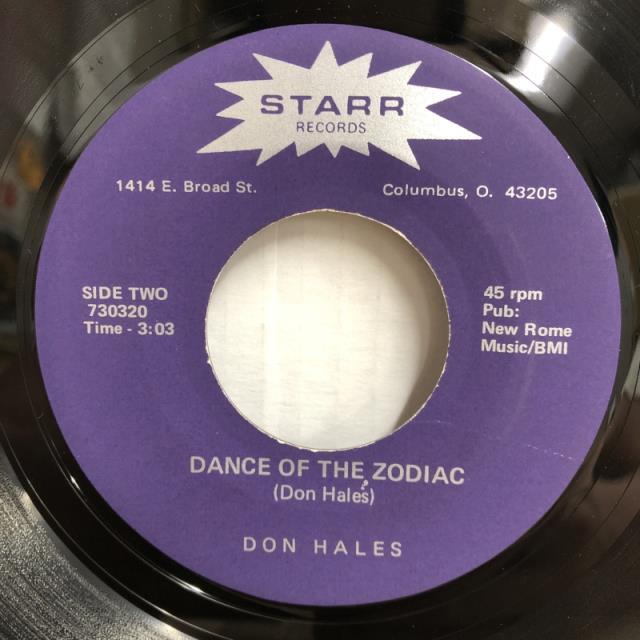 STARR
RECORDS
1414 E. Broad St.
Columbus, O. 43205
SIDE TWO
730320
Time - 3:03
45 rpm
Pub:
New Rome
Music/BMI
DANCE OF THE ZODIAC
(Don Hales)
DON HALES